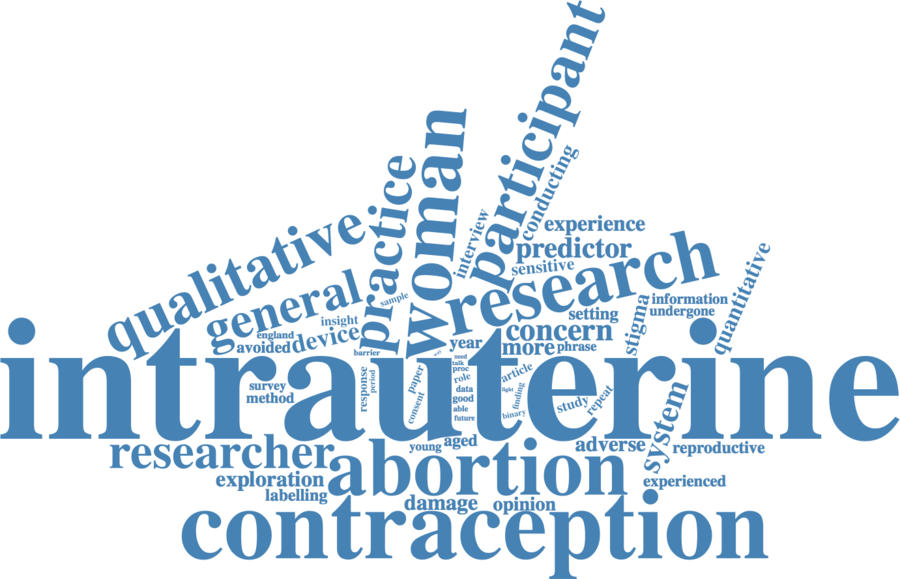 participant
woman
practice
conducting
interview
experience
predictor
sensitive
qualitative
general
research
quantitative
sample
stigma
information
undergone
setting
insight
england
device
avoided
concern
year
more
phrase
barrier
way
intrauterine
need
talk
proc
role
data
good
able
future
response
period
paper
consent
article
light
finding
binary
study
repeat
survey
method
system
researcher
young
aged
adverse
reproductive
abortion
exploration
labelling
experienced
damage
opinion
contraception